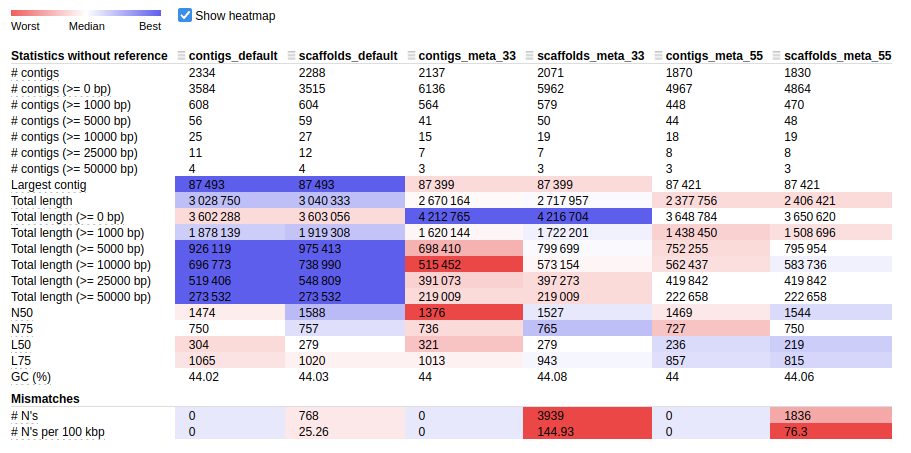 Show heatmap
Worst Median Best
Statistics without reference contigs_default scaffolds_default contigs_meta_33 scaffolds_meta_33 contigs_meta_55 scaffolds_meta_55
# contigs 2334 2288 2137 2071 1870 1830
# contigs (>= 0 bp) 3584 3515 6136 5962 4967 4864
# contigs (>= 1000 bp) 608 604 564 579 448 470
# contigs (>= 5000 bp) 56 59 41 50 44 48
# contigs (>= 10000 bp) 25 27 15 19 18 19
# contigs (>= 25000 bp) 11 12 7 7 8 8
# contigs (>= 50000 bp) 4 4 3 3 3 3
Largest contig 87 493 87 493 87 399 87 399 87 421 87 421
Total length 3 028 750 3 040 333 2 670 164 2 717 957 2 377 756 2 406 421
Total length (>= 0 bp) 3 602 288 3 603 056 4 212 765 4 216 704 3 648 784 3 650 620
Total length (>= 1000 bp) 1 878 139 1 919 308 1 620 144 1 722 201 1 438 450 1 508 696
Total length (>= 5000 bp) 926 119 975 413 698 410 799 699 752 255 795 954
Total length (>= 10000 bp) 696 773 738 990 515 452 573 154 562 437 583 736
Total length (>= 25000 bp) 519 406 548 809 391 073 397 273 419 842 419 842
Total length (>= 50000 bp) 273 532 273 532 219 009 219 009 222 658 222 658
N50 1474 1588 1376 1527 1469 1544
N75 750 757 736 765 727 750
L50 304 279 321 279 236 219
L75 1065 1020 1013 943 857 815
GC (%) 44.02 44.03 44 44.08 44 44.06
Mismatches
# N's 0 768 0 3939 0 1836
# N's per 100 kbp 0 25.26 0 144.93 0 76.3